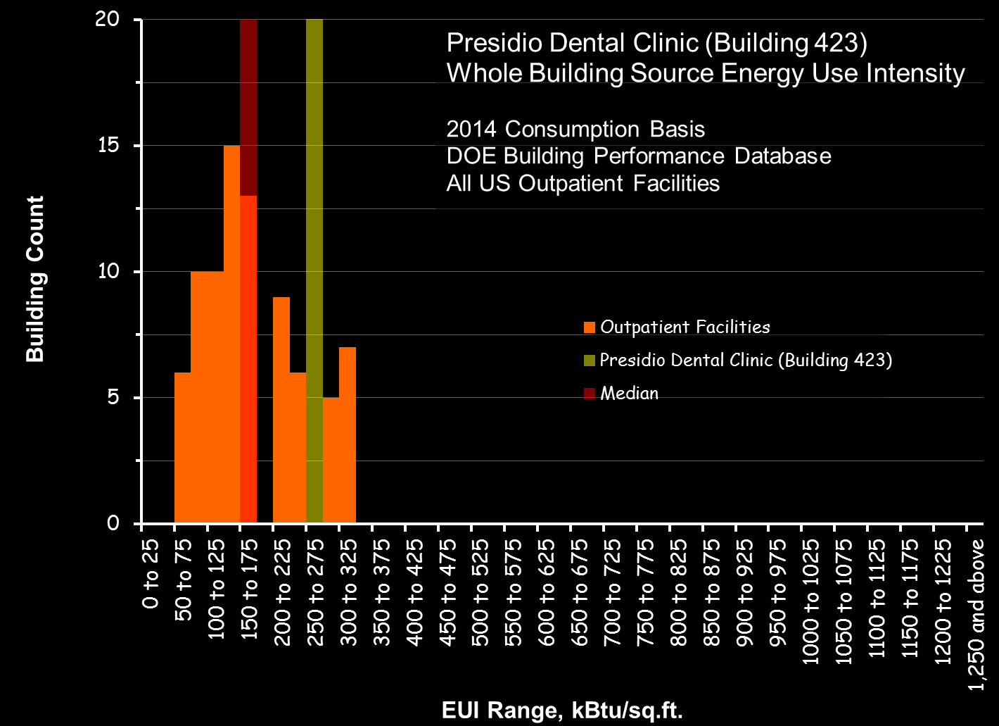 Presidio Dental Clinic (Building 423)
Whole Building Source Energy Use Intensity
2014 Consumption Basis
DOE Building Performance Database
All US Outpatient Facilities
Building Count
20
15
10
5
0
Outpatient Facilities
Presidio Dental Clinic (Building 423)
Median
0 to 25
50 to 75
100 to 125
150 to 175
200 to 225
250 to 275
300 to 325
350 to 375
400 to 425
450 to 475
500 to 525
550 to 575
600 to 625
650 to 675
700 to 725
750 to 775
800 to 825
850 to 875
900 to 925
950 to 975
1000 to 1025
1050 to 1075
1100 to 1125
1150 to 1175
1200 to 1225
1,250 and above
EUI Range, kBtu/sq.ft.